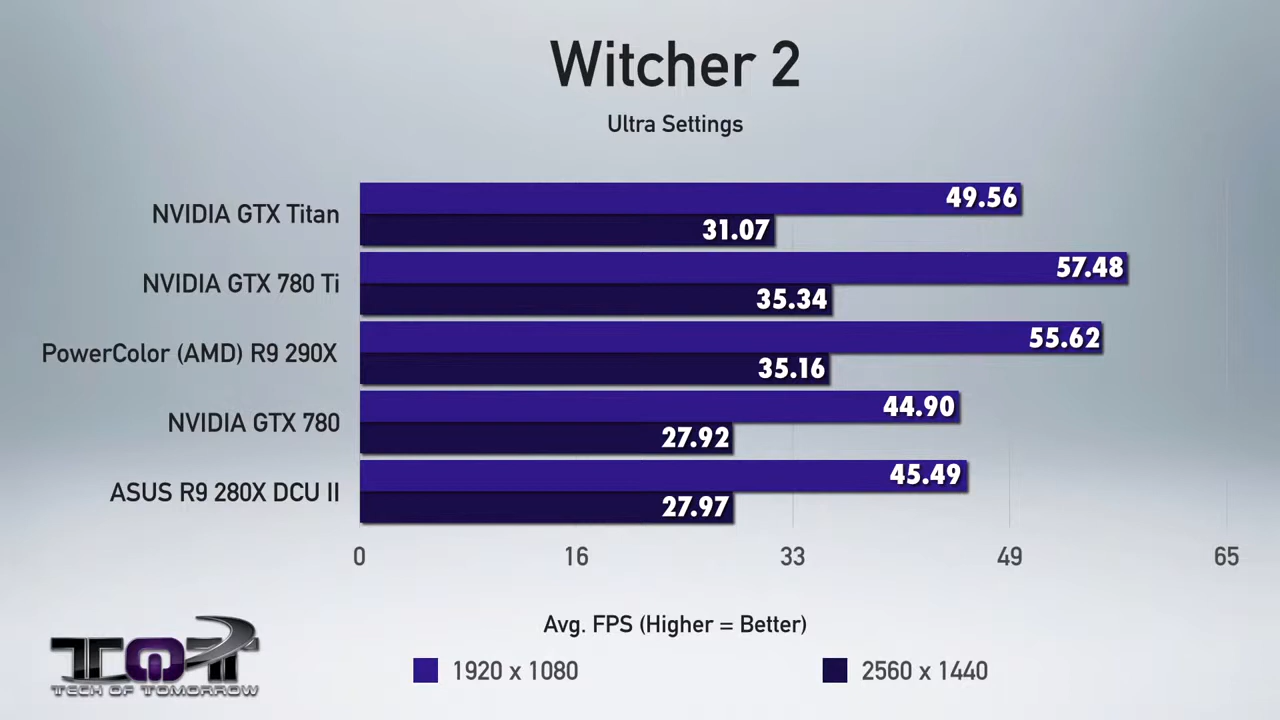 Witcher 2
Ultra Settings
NVIDIA GTX Titan
49.56
31.07
NVIDIA GTX 780 Ti
57.48
35.34
PowerColor (AMD) R9 290X
55.62
35.16
NVIDIA GTX 780
44.90
27.92
ASUS R9 280X DCU II
45.49
27.97
0 16 33 49 65
Avg. FPS (Higher = Better)
1920 x 1080 2560 x 1440
TOT
TECH OF TOMORROW